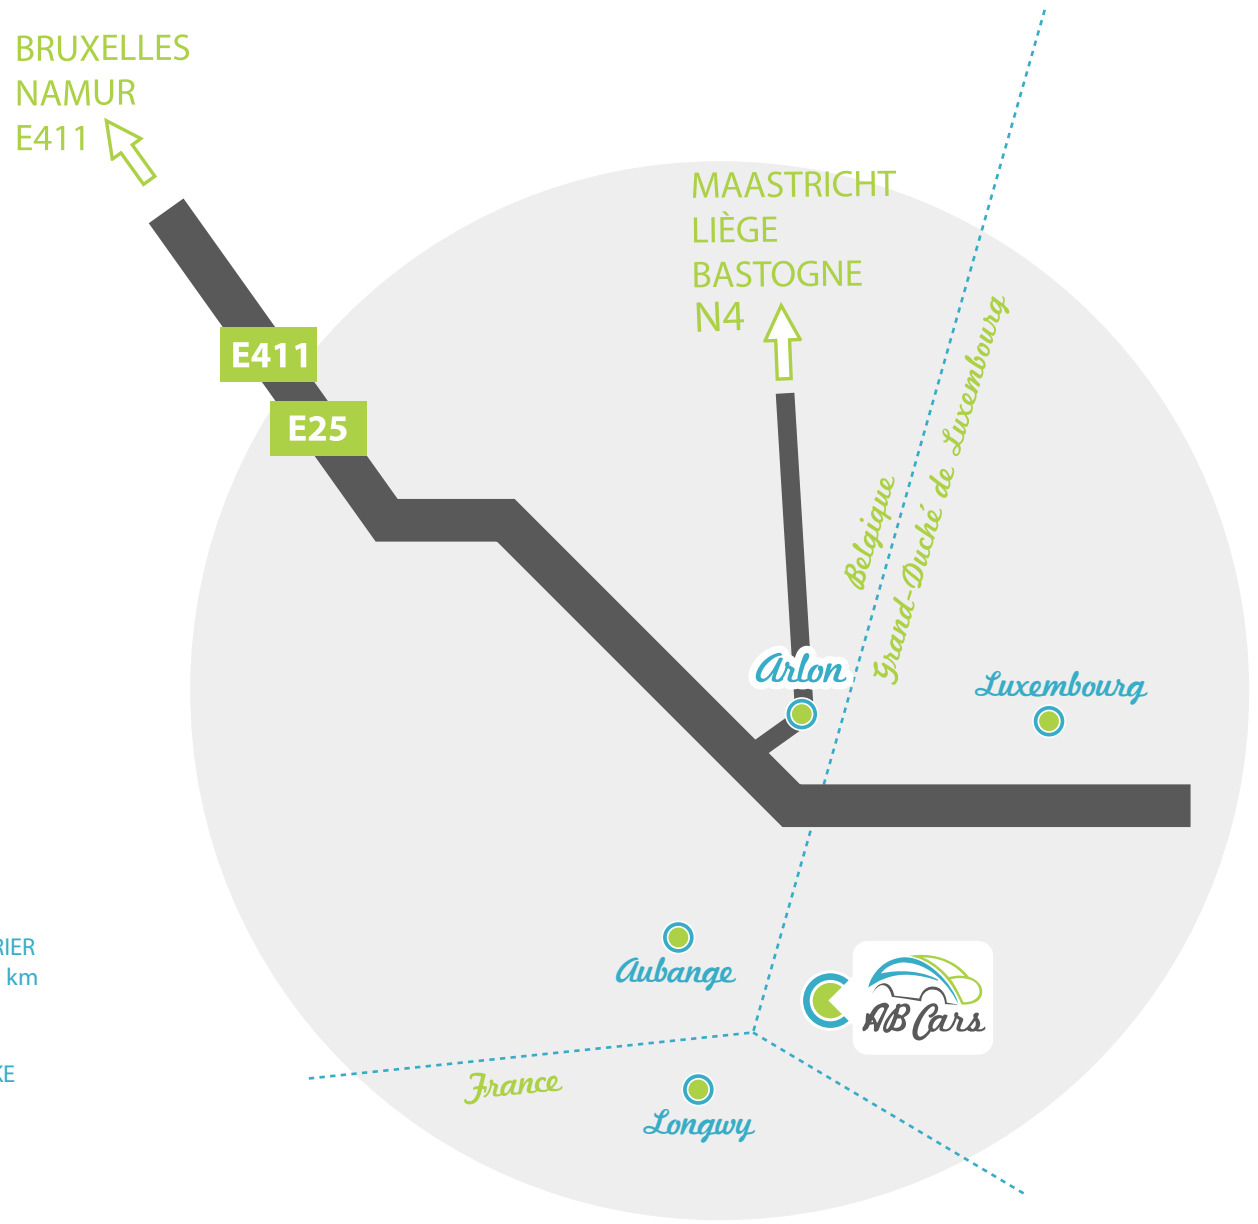 BRUXELLES
NAMUR
E411
MAASTRICHT
LIÈGE
BASTOGNE
N4
E411
E25
Belgique
Grand-Duché de Luxembourg
Arlon
Luxembourg
km
Aubange
AB Cars
France
Longwy